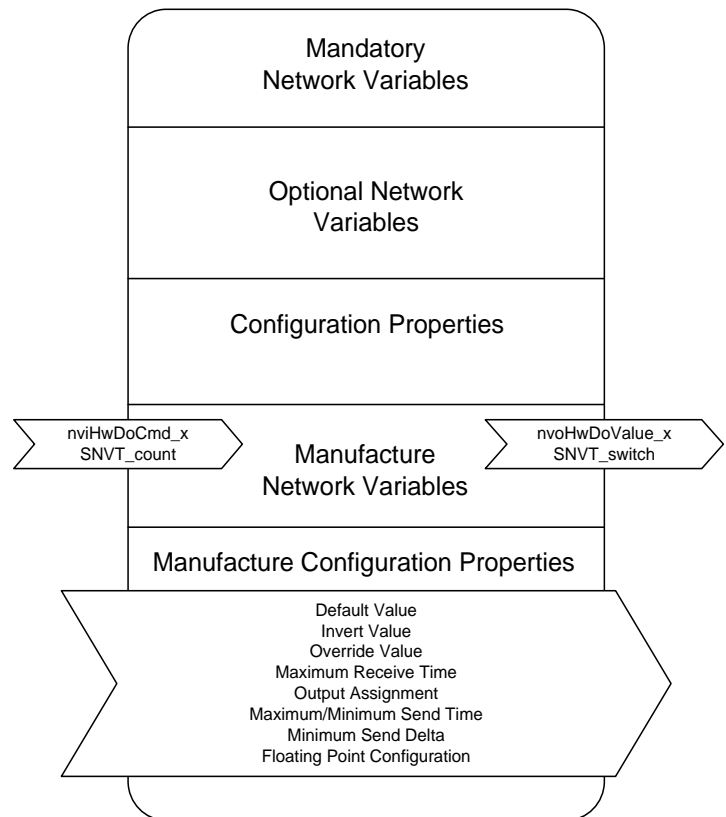 Mandatory
Network Variables
Optional Network
Variables
Configuration Properties
nviHwDoCmd_x
SNVT_count
Manufacture
Network Variables
nvoHwDoValue_x
SNVT_switch
Manufacture Configuration Properties
Default Value
Invert Value
Override Value
Maximum Receive Time
Output Assignment
Maximum/Minimum Send Time
Minimum Send Delta
Floating Point Configuration